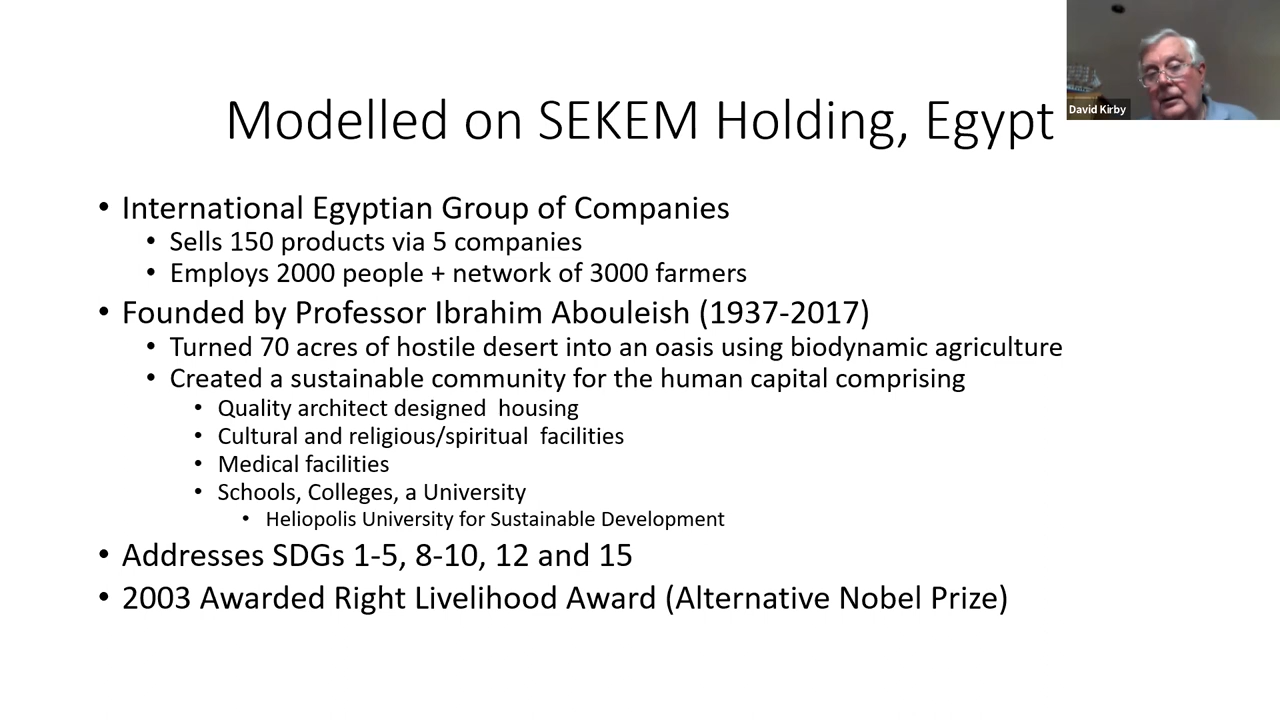 Modelled on SEKEM Holding, Egypt
David Kirby
• International Egyptian Group of Companies
• Sells 150 products via 5 companies
• Employs 2000 people + network of 3000 farmers
• Founded by Professor Ibrahim Abouleish (1937-2017)
• Turned 70 acres of hostile desert into an oasis using biodynamic agriculture
• Created a sustainable community for the human capital comprising
• Quality architect designed  housing
• Cultural and religious/spiritual  facilities
• Medical facilities
• Schools, Colleges, a University
• Heliopolis University for Sustainable Development
• Addresses SDGs 1-5, 8-10, 12 and 15
• 2003 Awarded Right Livelihood Award (Alternative Nobel Prize)